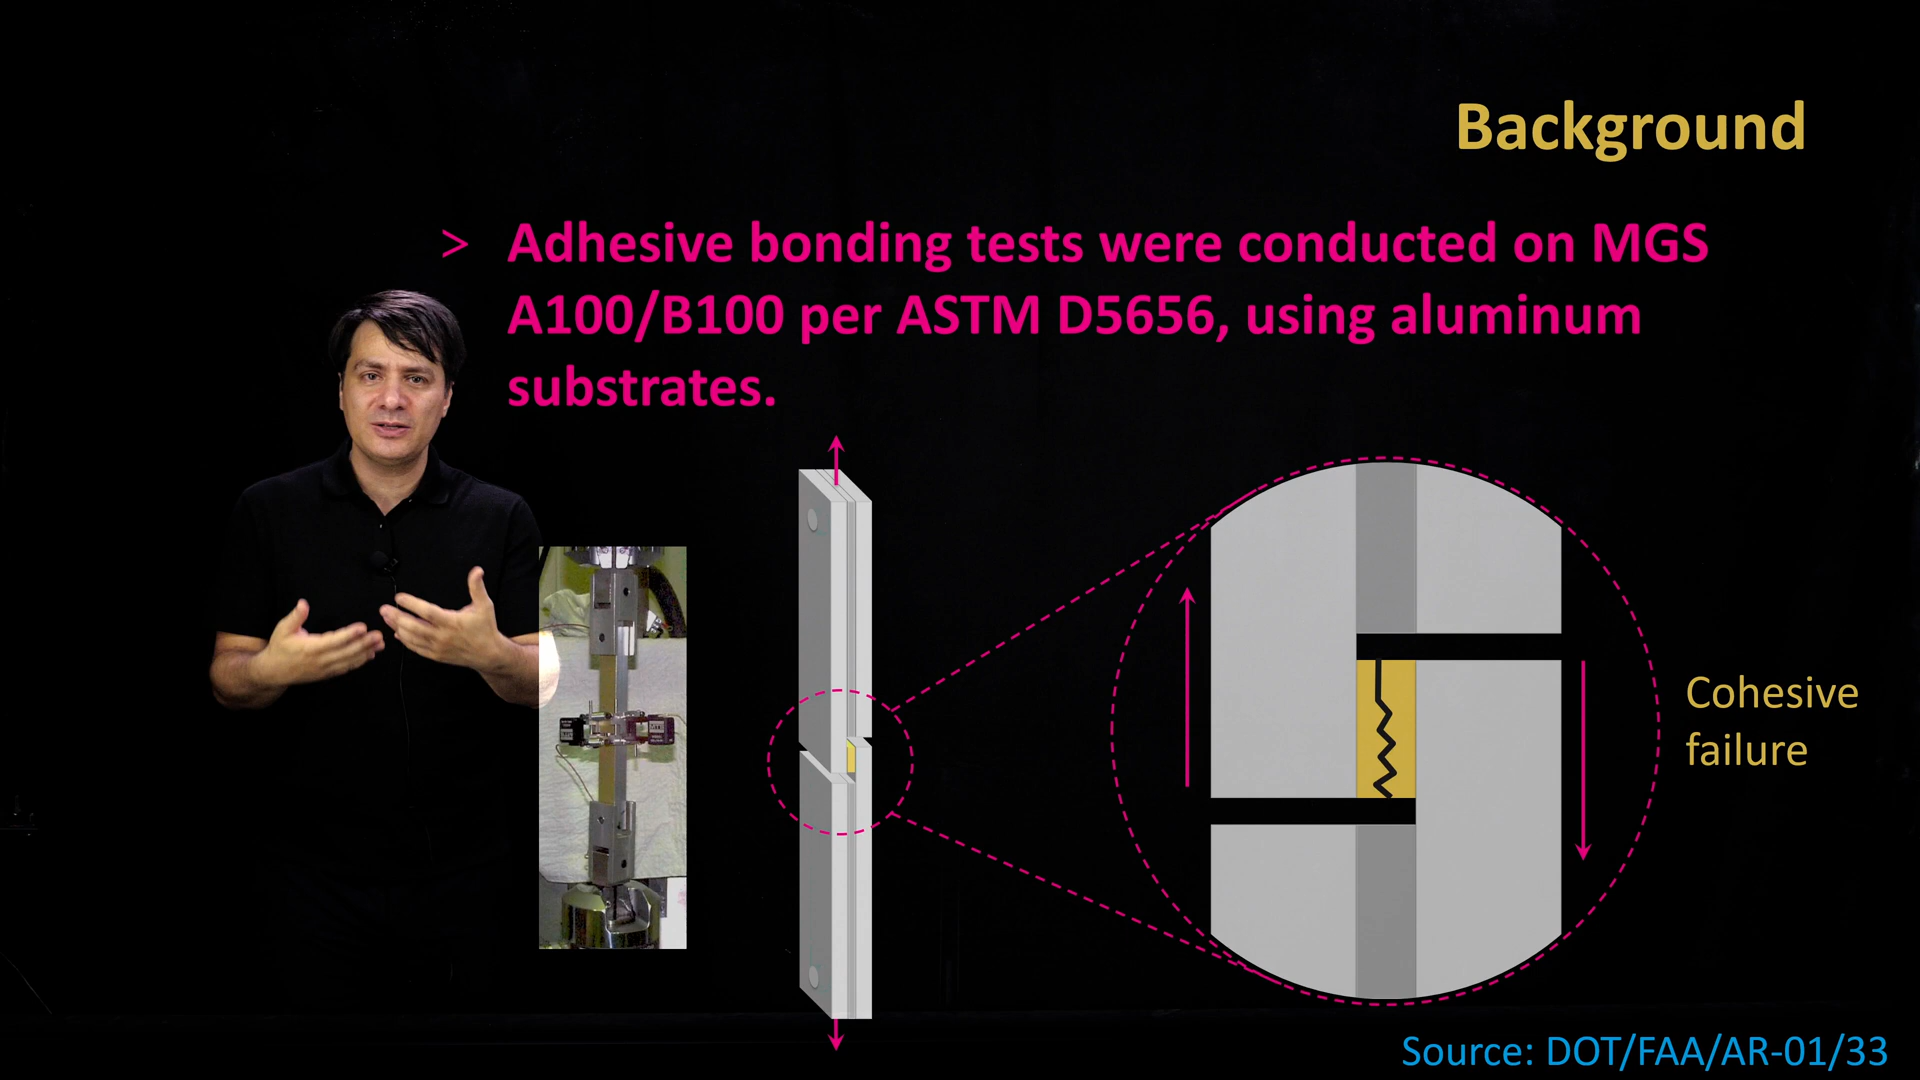 Background
> Adhesive bonding tests were conducted on MGS
A100/B100 per ASTM D5656, using aluminum
substrates.
Cohesive
failure
Source: DOT/FAA/AR-01/33